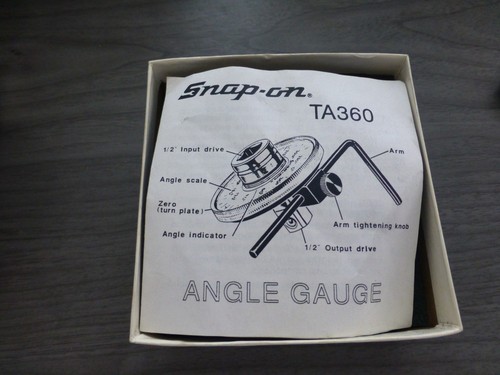 Snap-on®
TA360
1/2" Input drive
Arm
Angle scale
Zero
(turn plate)
Arm tightening knob
Angle indicator
1/2" Output drive
ANGLE GAUGE